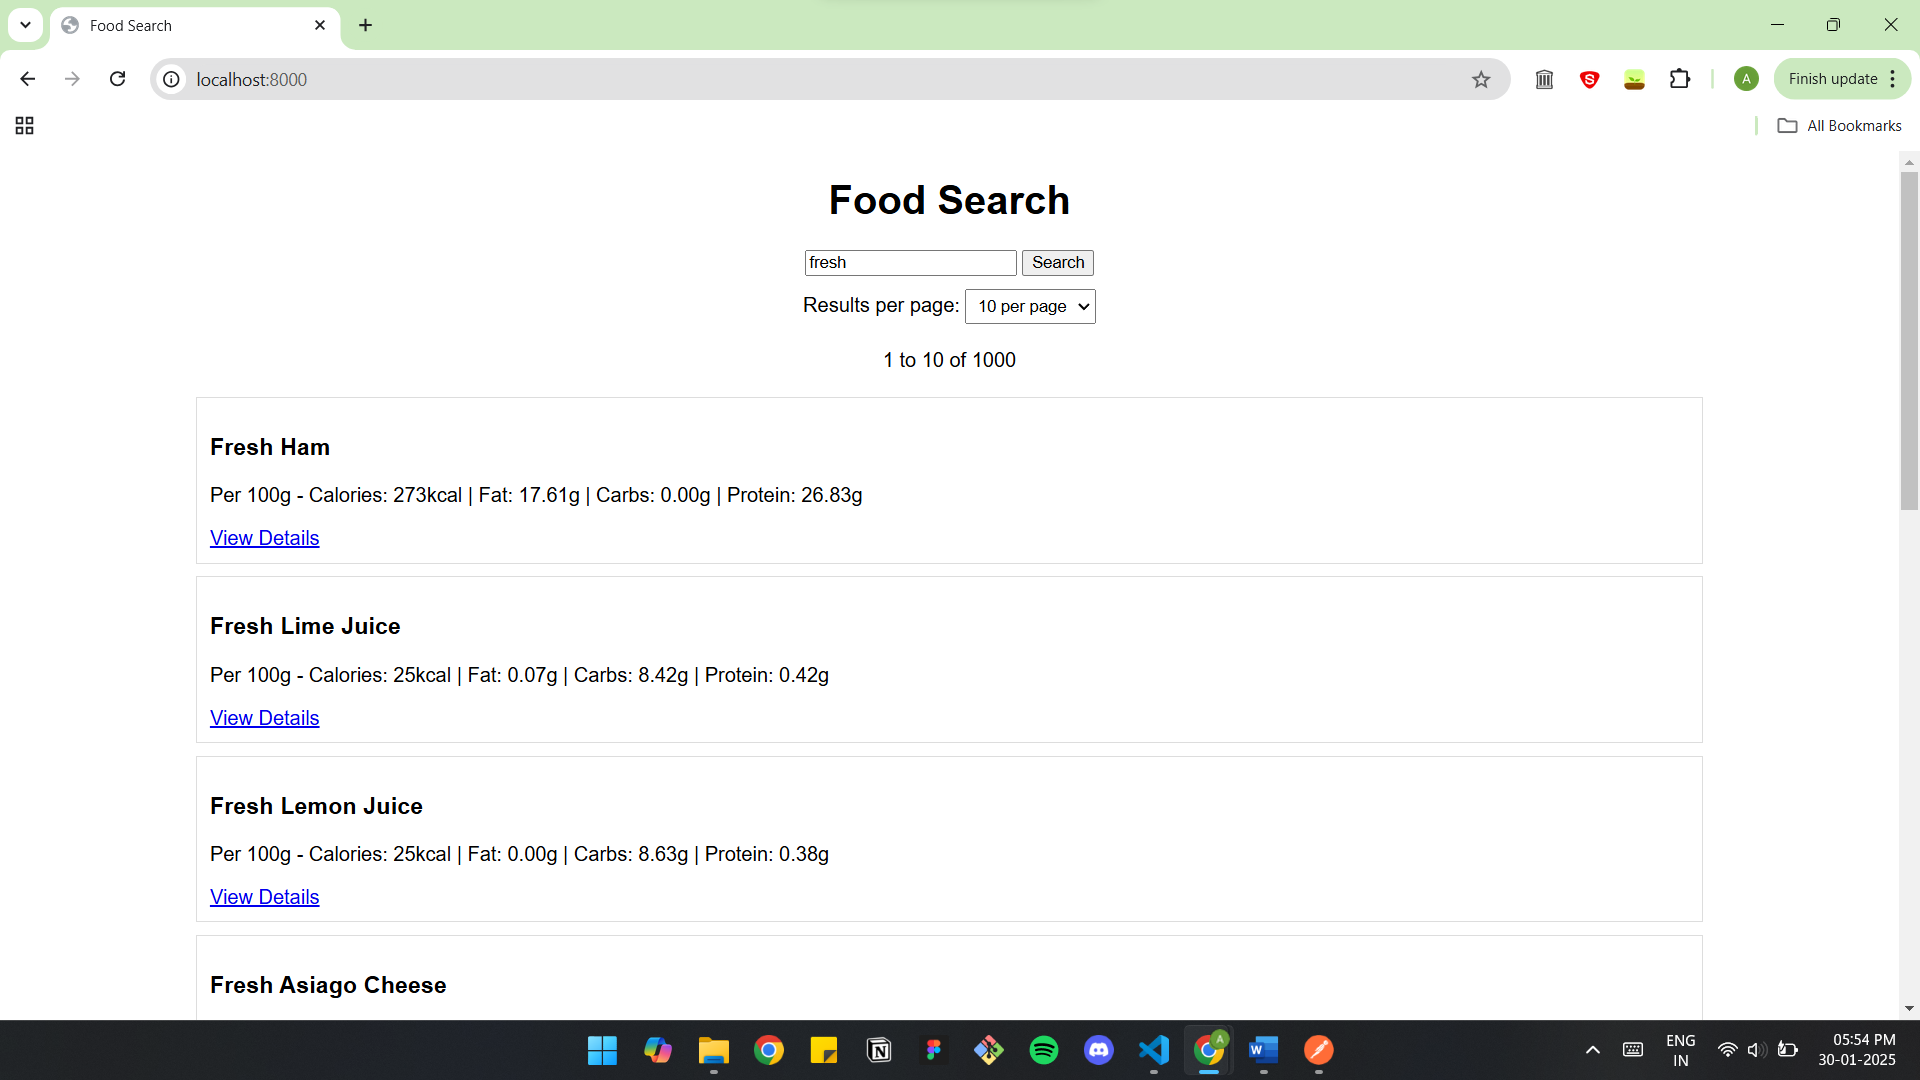 Food Search
localhost:8000
Finish update
All Bookmarks
Food Search
fresh Search
Results per page: 10 per page
1 to 10 of 1000
Fresh Ham
Per 100g - Calories: 273kcal | Fat: 17.61g | Carbs: 0.00g | Protein: 26.83g
View Details
Fresh Lime Juice
Per 100g - Calories: 25kcal | Fat: 0.07g | Carbs: 8.42g | Protein: 0.42g
View Details
Fresh Lemon Juice
Per 100g - Calories: 25kcal | Fat: 0.00g | Carbs: 8.63g | Protein: 0.38g
View Details
Fresh Asiago Cheese
ENG
IN
05:54 PM
30-01-2025